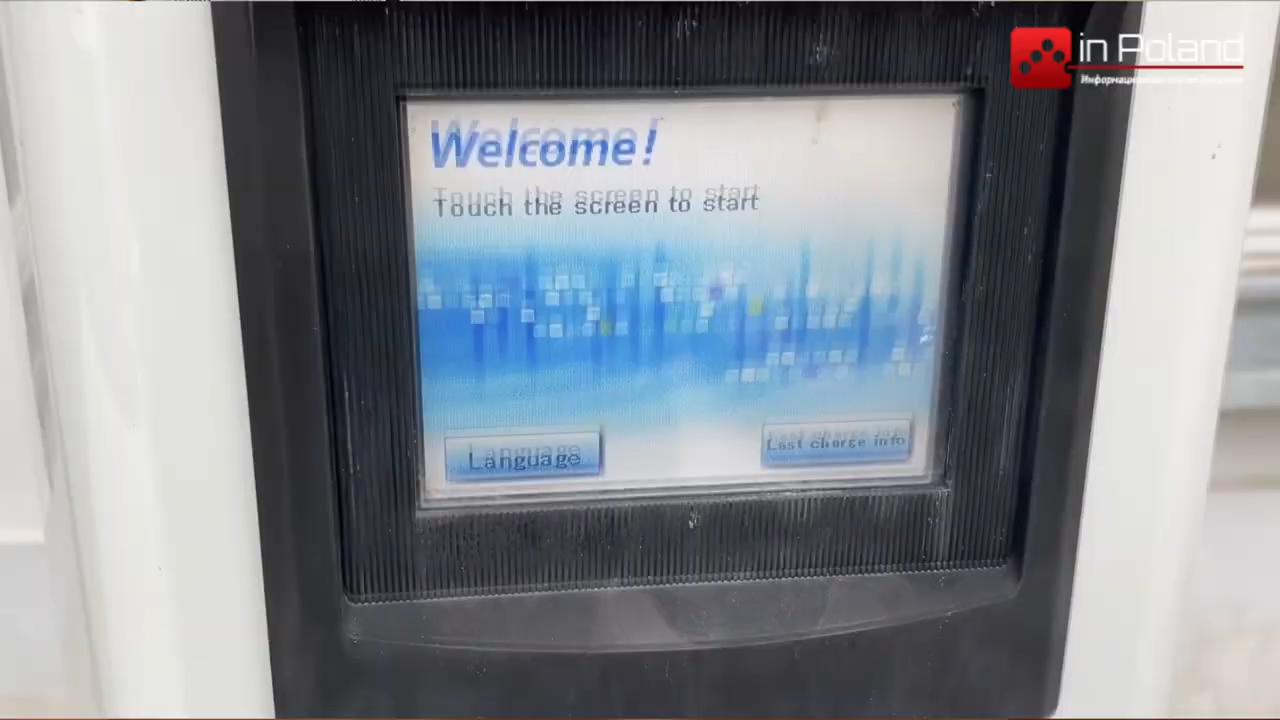 in Poland
Welcome!
Touch the screen to start
Language
Last charge info